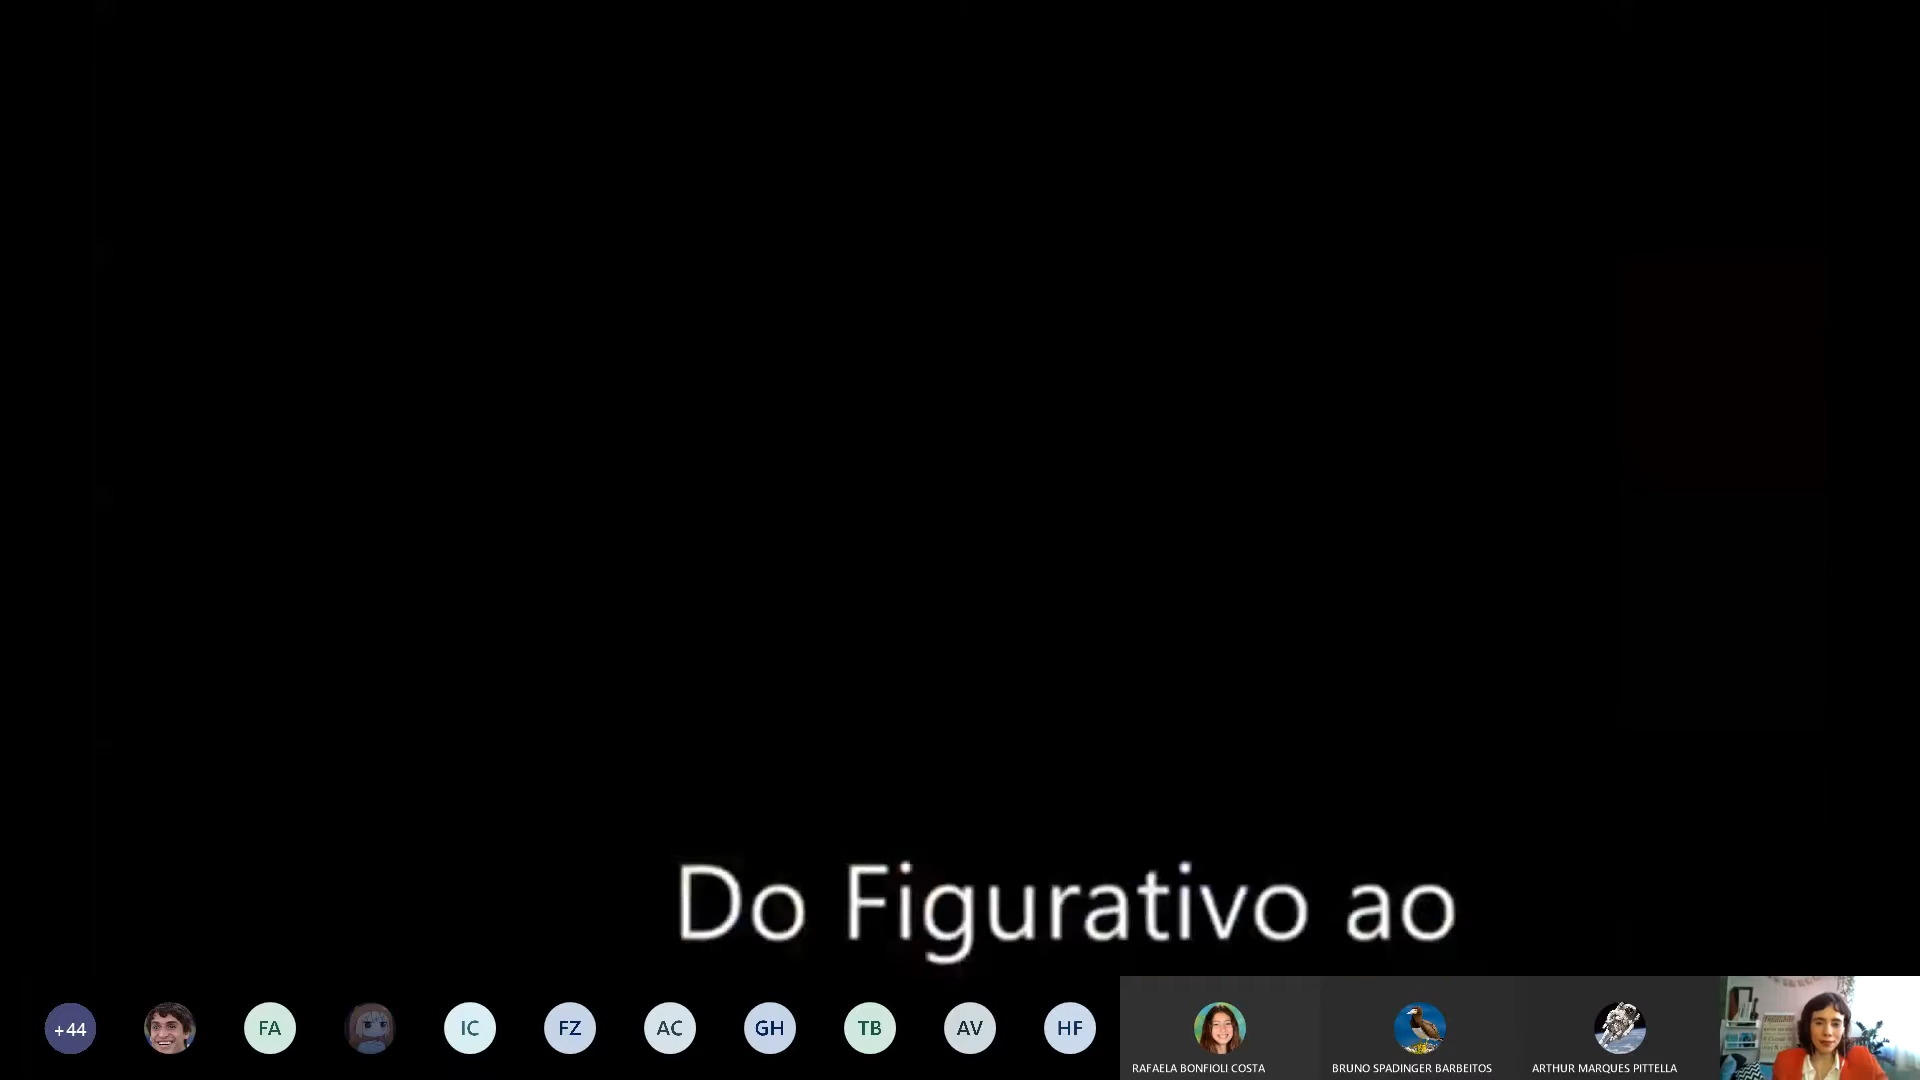 Do Figurativo ao
+44
FA
IC
FZ
AC
GH
TB
AV
HF
RAFAELA BONFIOLI COSTA
BRUNO SPADINGER BARBEITOS
ARTHUR MARQUES PITTELLA